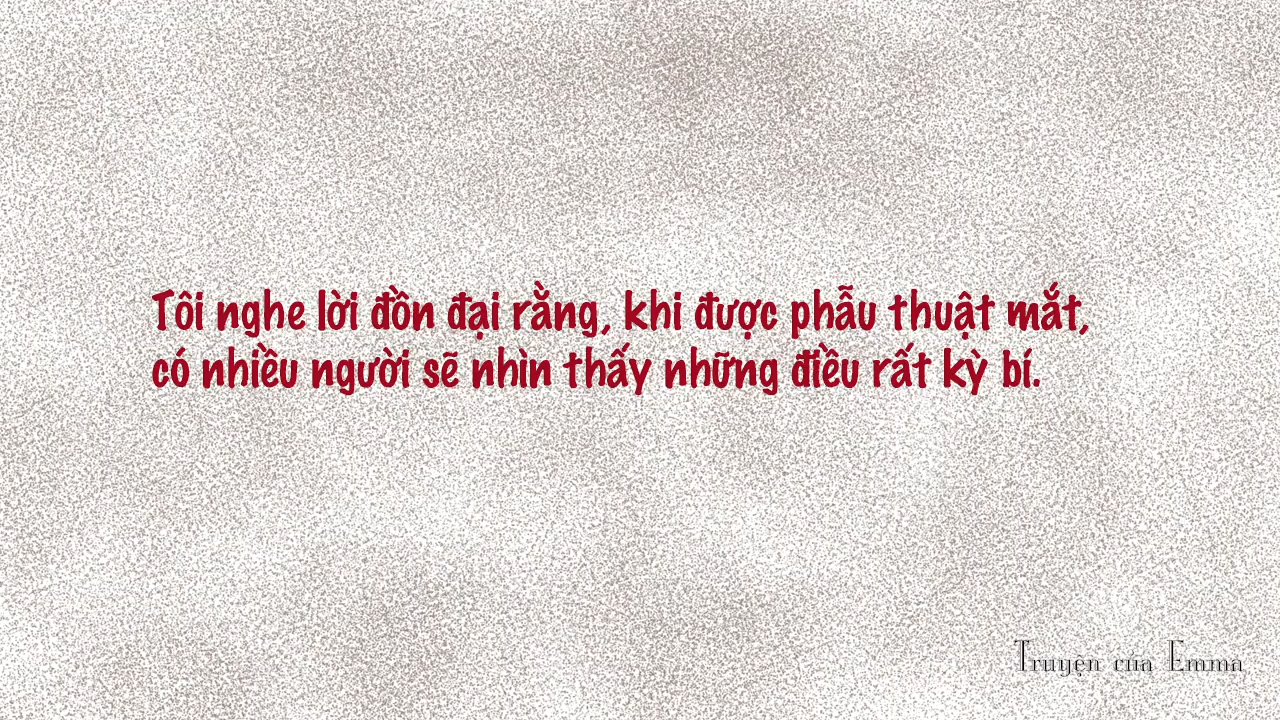 Tôi nghe lời đồn đại rằng, khi được phẫu thuật mắt,
có nhiều người sẽ nhìn thấy những điều rất kỳ bí.
Truyện của Emma